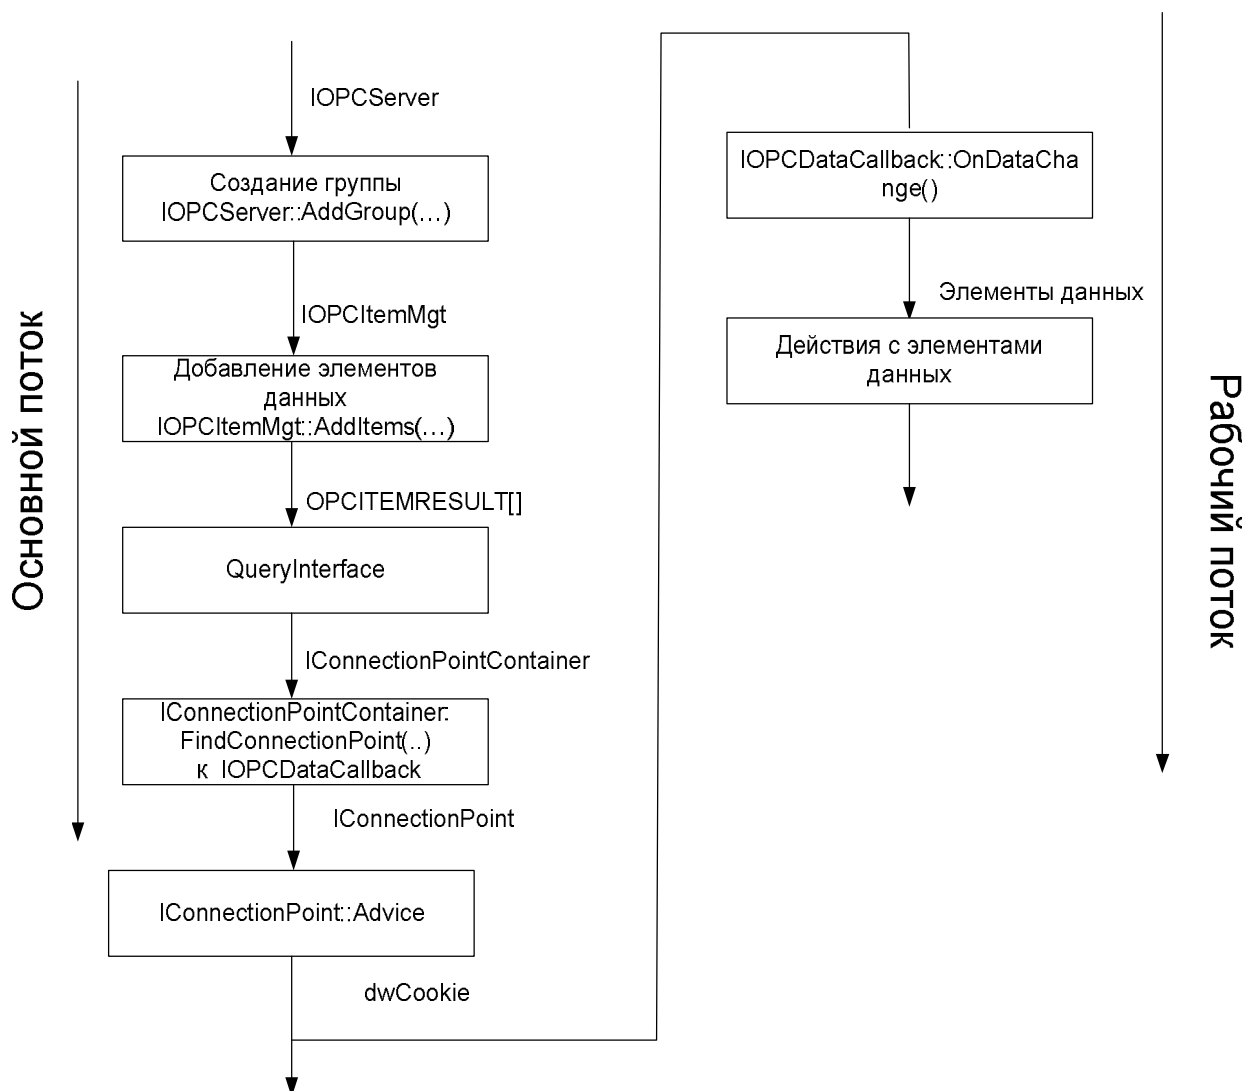 Основной поток
IOPCServer
Создание группы
IOPCServer::AddGroup(...)
IOPCItemMgt
Добавление элементов
данных
IOPCItemMgt::AddItems(...)
OPCITEMRESULT[]
QueryInterface
IConnectionPointContainer
IConnectionPointContainer:
FindConnectionPoint(..)
к IOPCDataCallback
IConnectionPoint
IConnectionPoint::Advice
dwCookie
IOPCDataCallback::OnDataCha
nge()
Элементы данных
Действия с элементами
данных
Рабочий поток